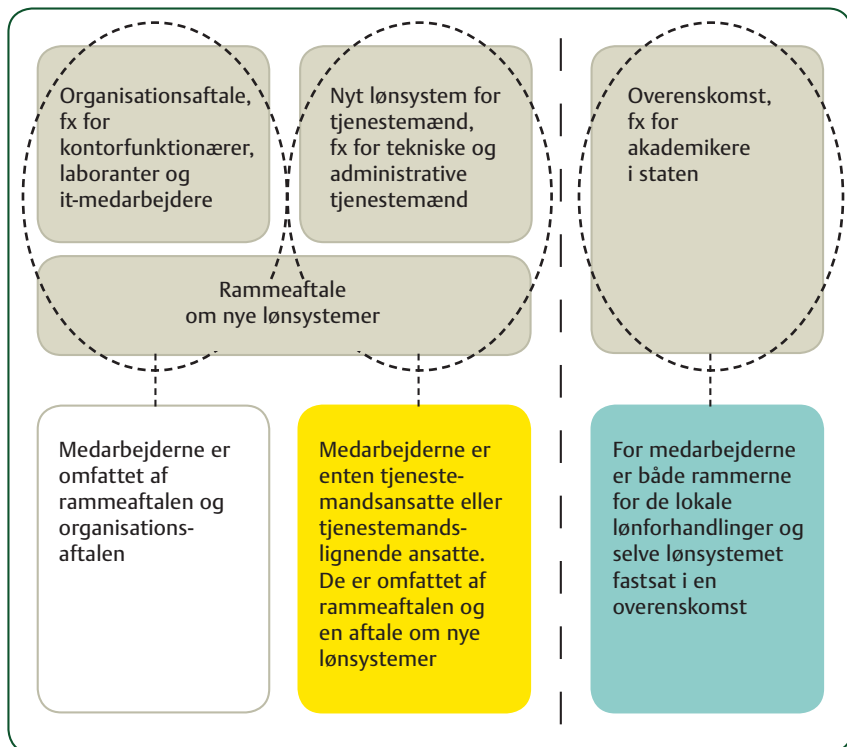 Organisationsaftale,
fx for
kontorfunktionærer,
laboranter og
it-medarbejdere
Nyt lønsystem for
tjenestemænd,
fx for tekniske og
administrative
tjenestemænd
Overenskomst,
fx for
akademikere
i staten
Rammeaftale
om nye lønsystemer
Medarbejderne er
omfattet af
rammeaftalen og
organisations-
aftalen
Medarbejderne er
enten tjeneste-
mandsansatte eller
tjenestemands-
lignende ansatte.
De er omfattet af
rammeaftalen og
en aftale om nye
lønsystemer
For medarbejderne
er både rammerne
for de lokale
lønforhandlinger og
selve lønsystemet
fastsat i en
overenskomst